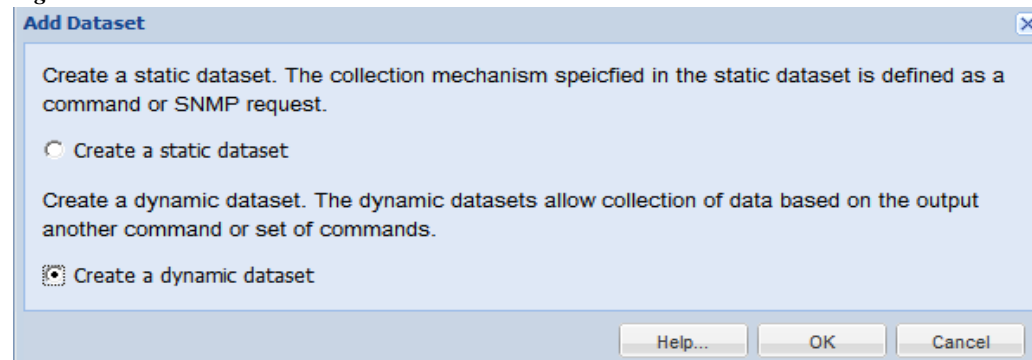 Add Dataset
Create a static dataset. The collection mechanism speicfied in the static dataset is defined as a
command or SNMP request.
Create a static dataset
Create a dynamic dataset. The dynamic datasets allow collection of data based on the output
another command or set of commands.
Create a dynamic dataset
Help... OK Cancel